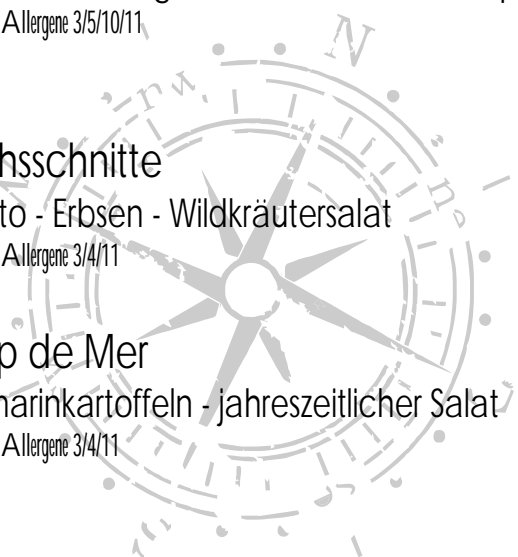 Allergene 3/5/10/11
N
hsschnitte
to - Erbsen - Wildkräutersalat
Allergene 3/4/11
p de Mer
narinkartoffeln - jahreszeitlicher Salat
Allergene 3/4/11